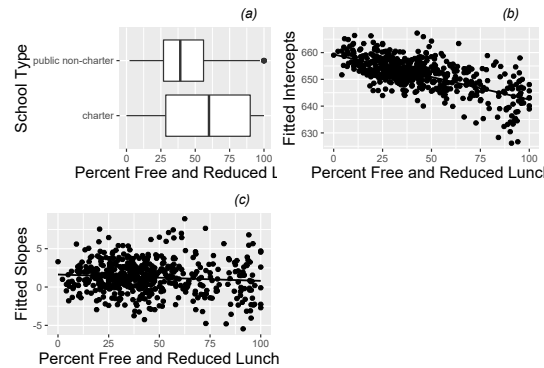 (a)
School Type
public non-charter
charter
0 25 50 75 100
Percent Free and Reduced L
(b)
Fitted Intercepts
660
650
640
630
0 25 50 75 100
Percent Free and Reduced Lunch
(c)
Fitted Slopes
5
0
-5
0 25 50 75 100
Percent Free and Reduced Lunch